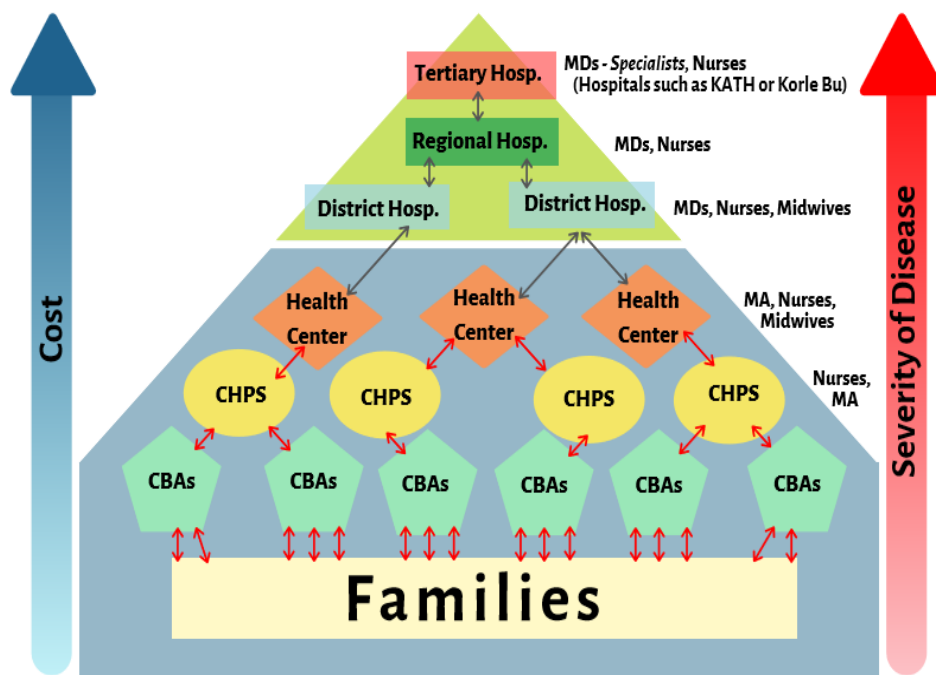 Tertiary Hosp.
MDs - Specialists, Nurses
(Hospitals such as KATH or Korle Bu)
Regional Hosp.
MDs, Nurses
District Hosp.
District Hosp.
MDs, Nurses, Midwives
Health
Center
Health
Center
Health
Center
MA, Nurses,
Midwives
CHPS
CHPS
CHPS
CHPS
Nurses,
MA
CBAs
CBAs
CBAs
CBAs
CBAs
CBAs
Families
Cost
Severity of Disease